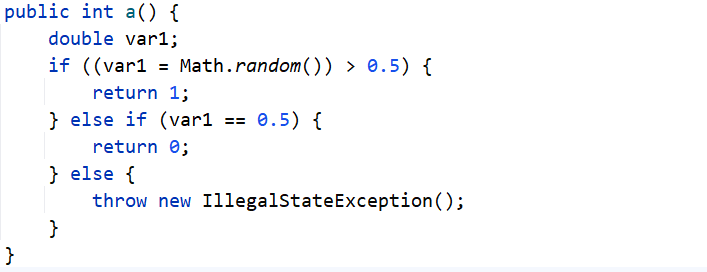 public int a() {
    double var1;
    if ((var1 = Math.random()) > 0.5) {
        return 1;
    } else if (var1 == 0.5) {
        return 0;
    } else {
        throw new IllegalStateException();
    }
}